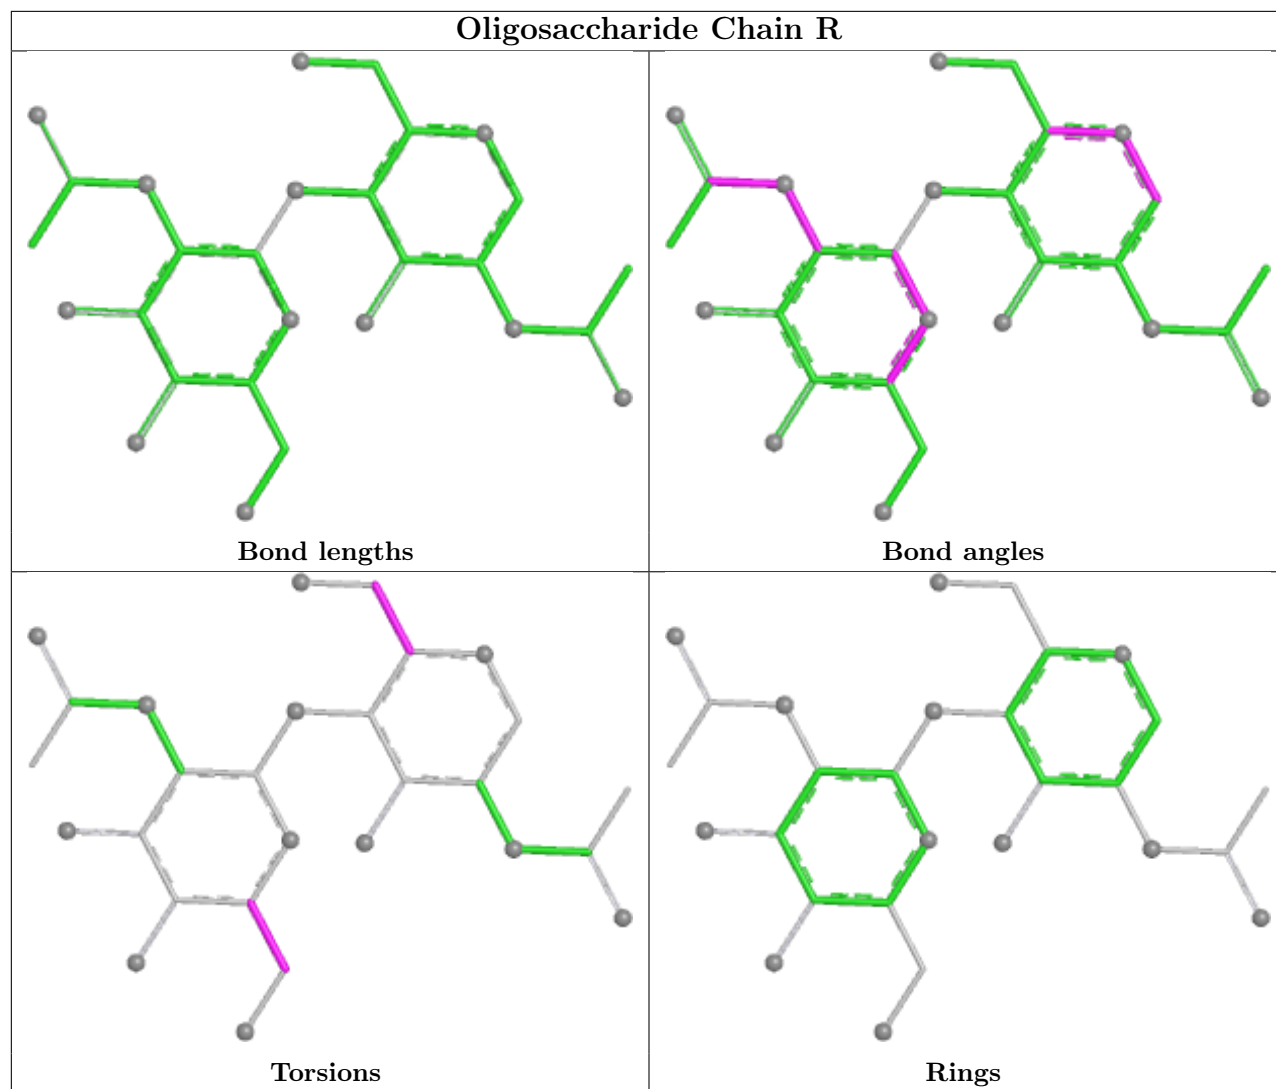 Oligosaccharide Chain R
Bond lengths
Bond angles
Torsions
Rings